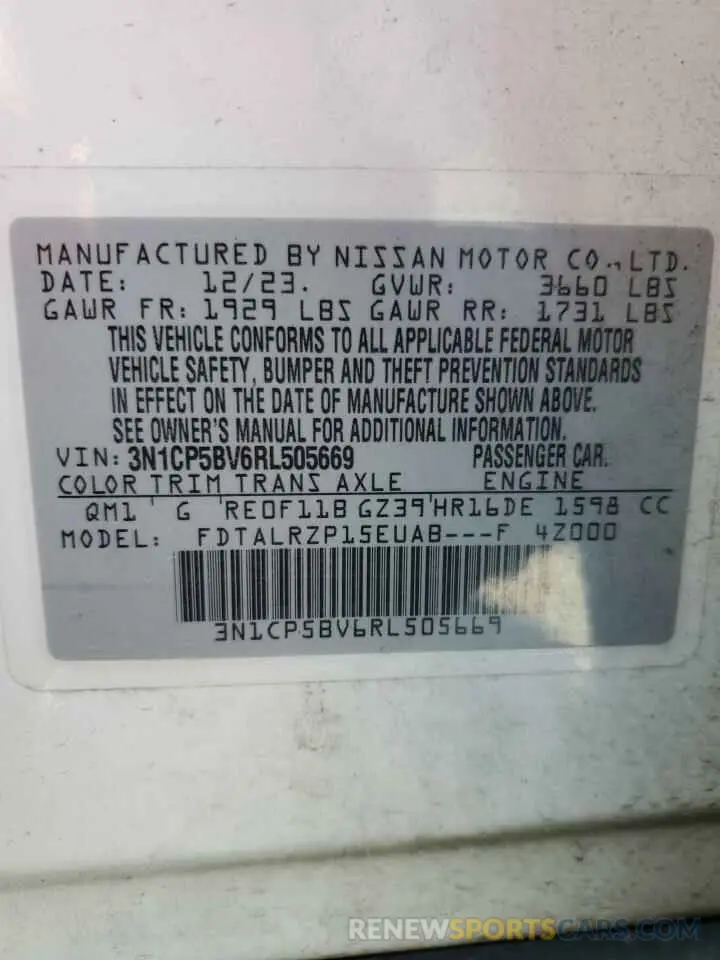 MANUFACTURED BY NISSAN MOTOR CO., LTD.
DATE: 12/23. GVWR: 3660 LBS
GAWR FR: 1929 LBS GAWR RR: 1731 LBS
THIS VEHICLE CONFORMS TO ALL APPLICABLE FEDERAL MOTOR
VEHICLE SAFETY, BUMPER AND THEFT PREVENTION STANDARDS
IN EFFECT ON THE DATE OF MANUFACTURE SHOWN ABOVE.
SEE OWNER'S MANUAL FOR ADDITIONAL INFORMATION.
VIN: 3N1CP5BV6RL505669 PASSENGER CAR.
COLOR TRIM TRANS AXLE ENGINE
QM1 ' G 'RE0F11B GZ39'HR16DE 1598 CC
MODEL: FDTALRZP15EUAB---F 4Z000
3N1CP5BV6RL505669
RENEWSPORTSCARS.COM